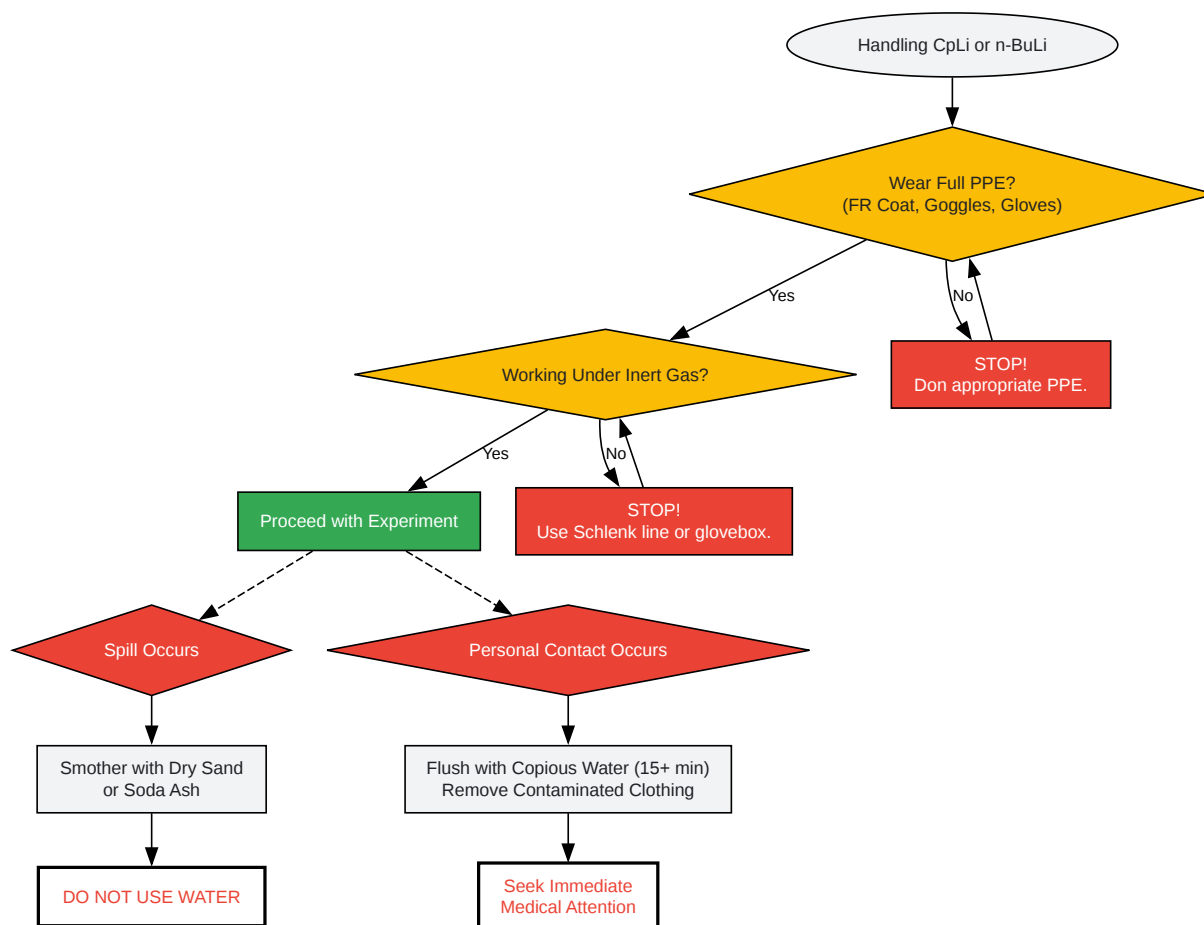 Handling CpLi or n-BuLi
Wear Full PPE?
(FR Coat, Goggles, Gloves)
Yes
No
STOP!
Don appropriate PPE.
Working Under Inert Gas?
Yes
No
STOP!
Use Schlenk line or glovebox.
Proceed with Experiment
Spill Occurs
Personal Contact Occurs
Smother with Dry Sand
or Soda Ash
Flush with Copious Water (15+ min)
Remove Contaminated Clothing
DO NOT USE WATER
Seek Immediate
Medical Attention